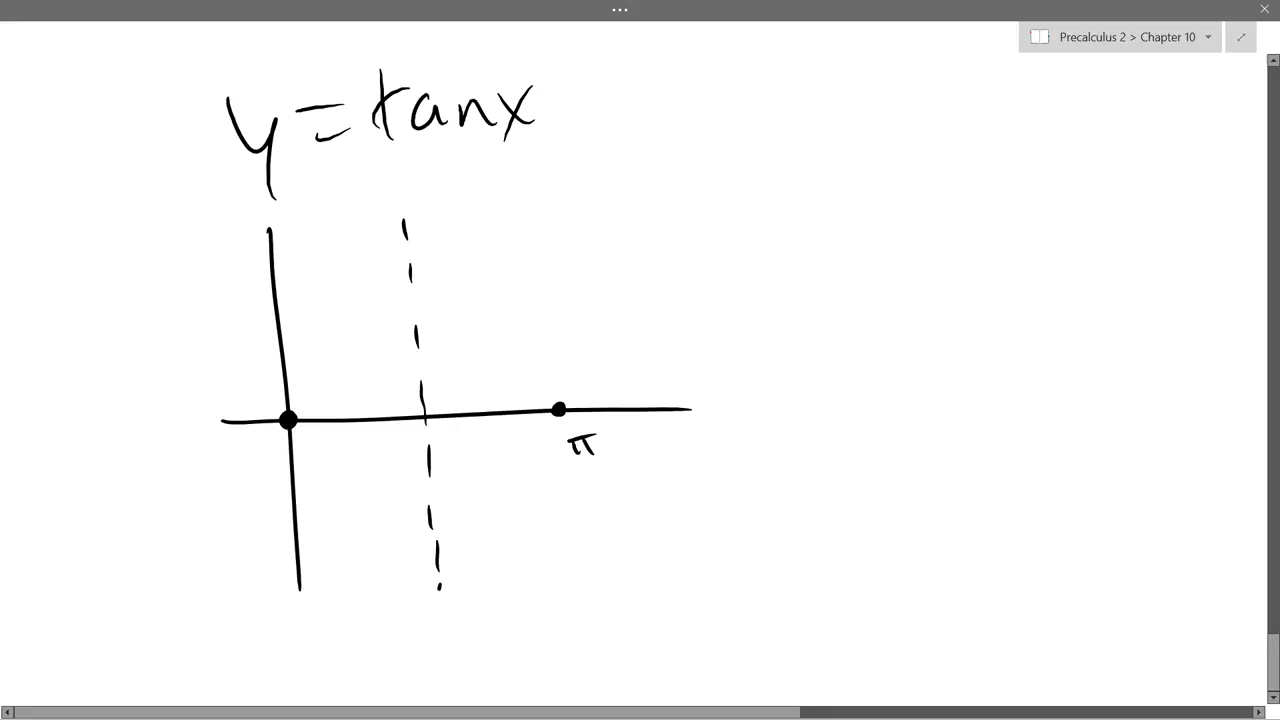 Precalculus 2 > Chapter 10
y = tanx
π